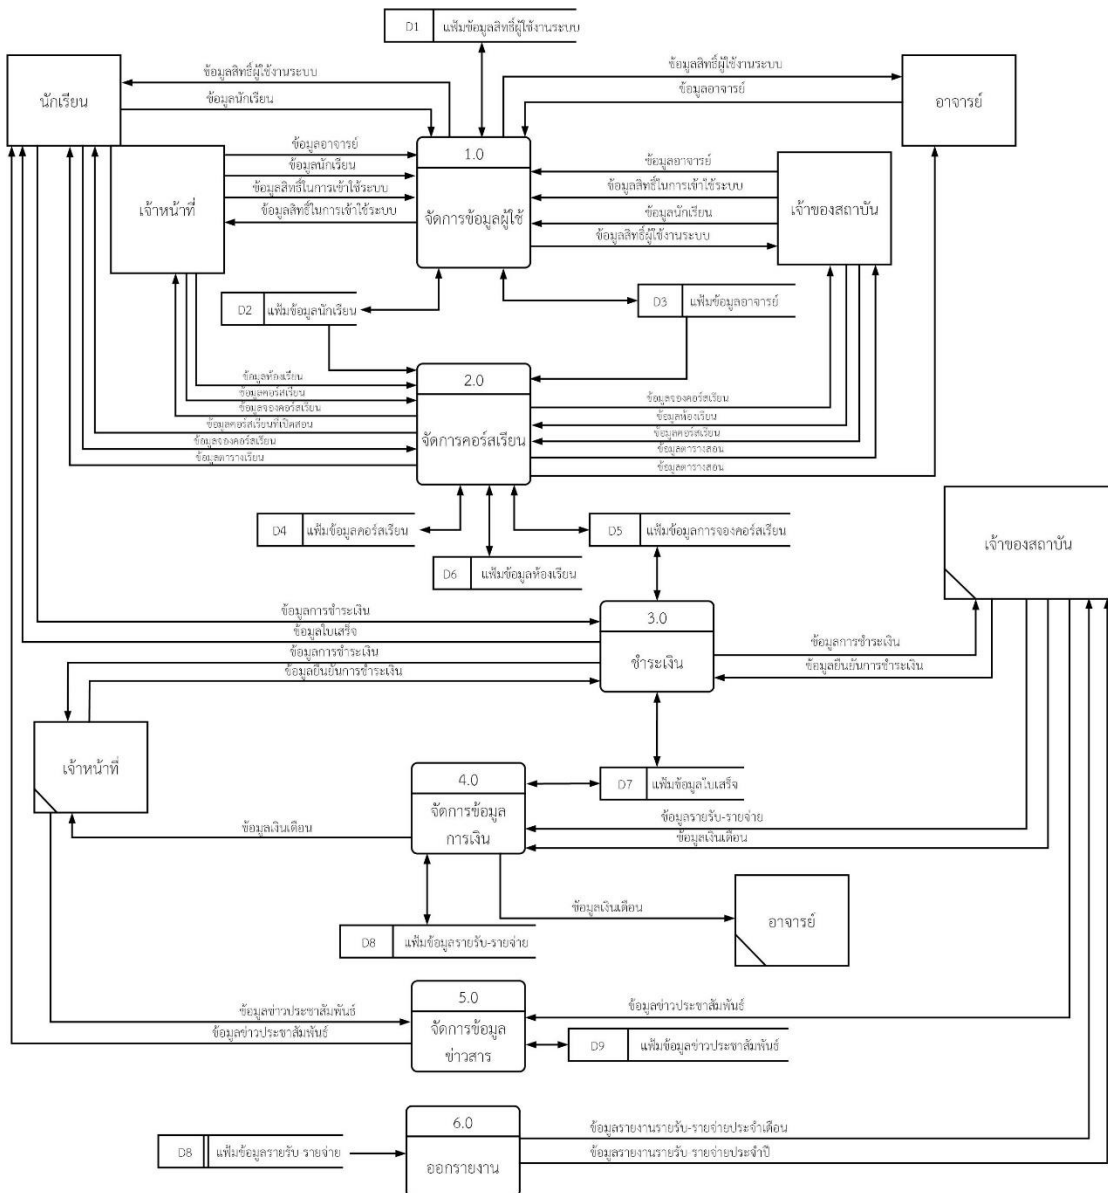 D1 แฟ้มข้อมูลสิทธิ์ผู้ใช้งานระบบ
นักเรียน
ข้อมูลสิทธิ์ผู้ใช้งานระบบ
ข้อมูลนักเรียน
ข้อมูลสิทธิ์ผู้ใช้งานระบบ
ข้อมูลอาจารย์
อาจารย์
เจ้าหน้าที่
ข้อมูลอาจารย์
ข้อมูลนักเรียน
ข้อมูลสิทธิ์ในการเข้าใช้ระบบ
ข้อมูลสิทธิ์ในการเข้าใช้ระบบ
1.0
จัดการข้อมูลผู้ใช้
ข้อมูลอาจารย์
ข้อมูลสิทธิ์ในการเข้าใช้ระบบ
ข้อมูลนักเรียน
ข้อมูลสิทธิ์ผู้ใช้งานระบบ
เจ้าของสถาบัน
D2 แฟ้มข้อมูลนักเรียน
D3 แฟ้มข้อมูลอาจารย์
ข้อมูลห้องเรียน
ข้อมูลคอร์สเรียน
ข้อมูลจองคอร์สเรียน
ข้อมูลคอร์สเรียนที่เปิดสอน
ข้อมูลจองคอร์สเรียน
ข้อมูลตารางเรียน
2.0
จัดการคอร์สเรียน
ข้อมูลจองคอร์สเรียน
ข้อมูลห้องเรียน
ข้อมูลคอร์สเรียน
ข้อมูลตารางสอน
ข้อมูลตารางสอน
D4 แฟ้มข้อมูลคอร์สเรียน
D5 แฟ้มข้อมูลการจองคอร์สเรียน
D6 แฟ้มข้อมูลห้องเรียน
เจ้าของสถาบัน
ข้อมูลการชำระเงิน
ข้อมูลใบเสร็จ
ข้อมูลการชำระเงิน
ข้อมูลยืนยันการชำระเงิน
3.0
ชำระเงิน
ข้อมูลการชำระเงิน
ข้อมูลยืนยันการชำระเงิน
เจ้าหน้าที่
D7 แฟ้มข้อมูลใบเสร็จ
4.0
จัดการข้อมูล
การเงิน
ข้อมูลเงินเดือน
ข้อมูลรายรับ-รายจ่าย
ข้อมูลเงินเดือน
ข้อมูลเงินเดือน
อาจารย์
D8 แฟ้มข้อมูลรายรับ-รายจ่าย
ข้อมูลข่าวประชาสัมพันธ์
ข้อมูลข่าวประชาสัมพันธ์
5.0
จัดการข้อมูล
ข่าวสาร
ข้อมูลข่าวประชาสัมพันธ์
D9 แฟ้มข้อมูลข่าวประชาสัมพันธ์
D8 แฟ้มข้อมูลรายรับ รายจ่าย
6.0
ออกรายงาน
ข้อมูลรายงานรายรับ-รายจ่ายประจำเดือน
ข้อมูลรายงานรายรับ รายจ่ายประจำปี